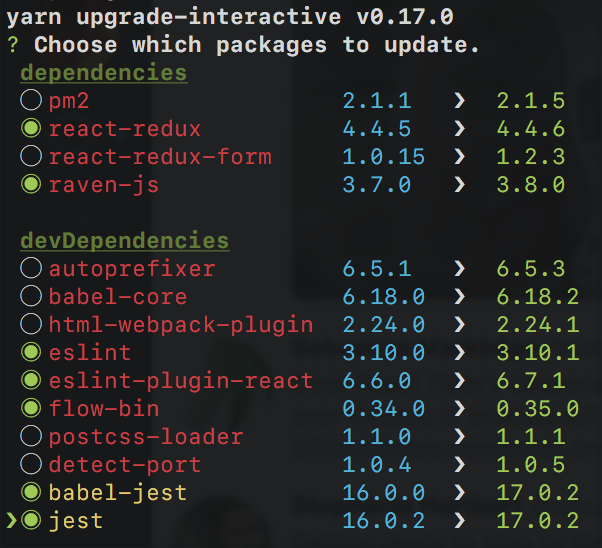 yarn upgrade-interactive v0.17.0
? Choose which packages to update.
dependencies
◯ pm2 2.1.1 ❯ 2.1.5
◉ react-redux 4.4.5 ❯ 4.4.6
◯ react-redux-form 1.0.15 ❯ 1.2.3
◉ raven-js 3.7.0 ❯ 3.8.0
devDependencies
◯ autoprefixer 6.5.1 ❯ 6.5.3
◯ babel-core 6.18.0 ❯ 6.18.2
◯ html-webpack-plugin 2.24.0 ❯ 2.24.1
◉ eslint 3.10.0 ❯ 3.10.1
◉ eslint-plugin-react 6.6.0 ❯ 6.7.1
◉ flow-bin 0.34.0 ❯ 0.35.0
◯ postcss-loader 1.1.0 ❯ 1.1.1
◯ detect-port 1.0.4 ❯ 1.0.5
◉ babel-jest 16.0.0 ❯ 17.0.2
❯◉ jest 16.0.2 ❯ 17.0.2